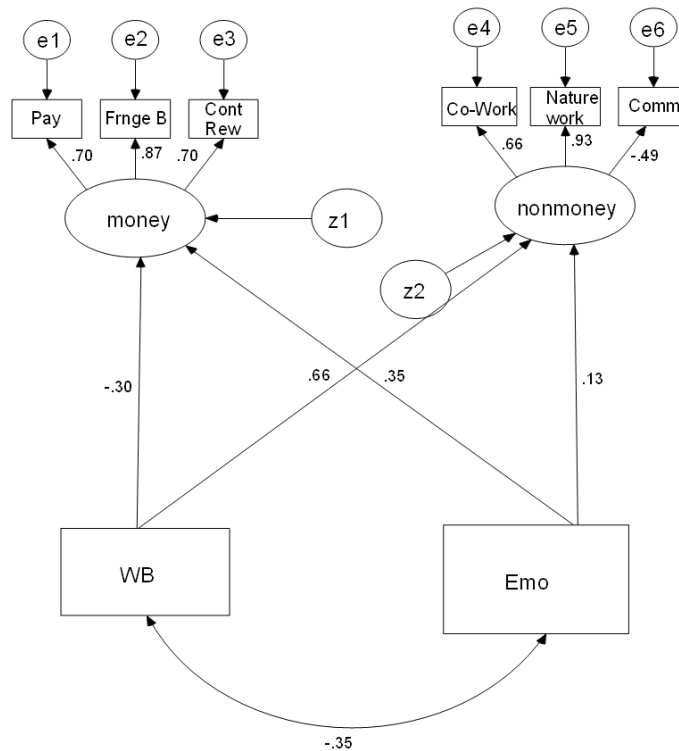 e1
e2
e3
e4
e5
e6
Pay
Frnge B
Cont
Rew
Co-Work
Nature
work
Comm
.70
.87
.70
.66
.93
-.49
money
z1
nonmoney
z2
-.30
.66
.35
.13
WB
Emo
-.35